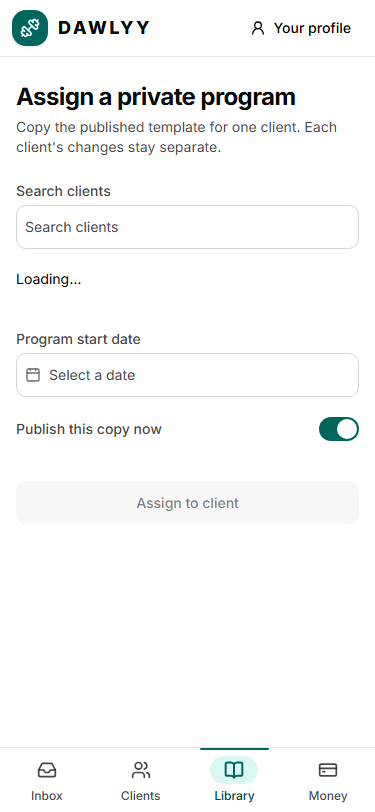 DAWLYY
Your profile
Assign a private program
Copy the published template for one client. Each
client's changes stay separate.
Search clients
Search clients
Loading...
Program start date
Select a date
Publish this copy now
Assign to client
Inbox
Clients
Library
Money